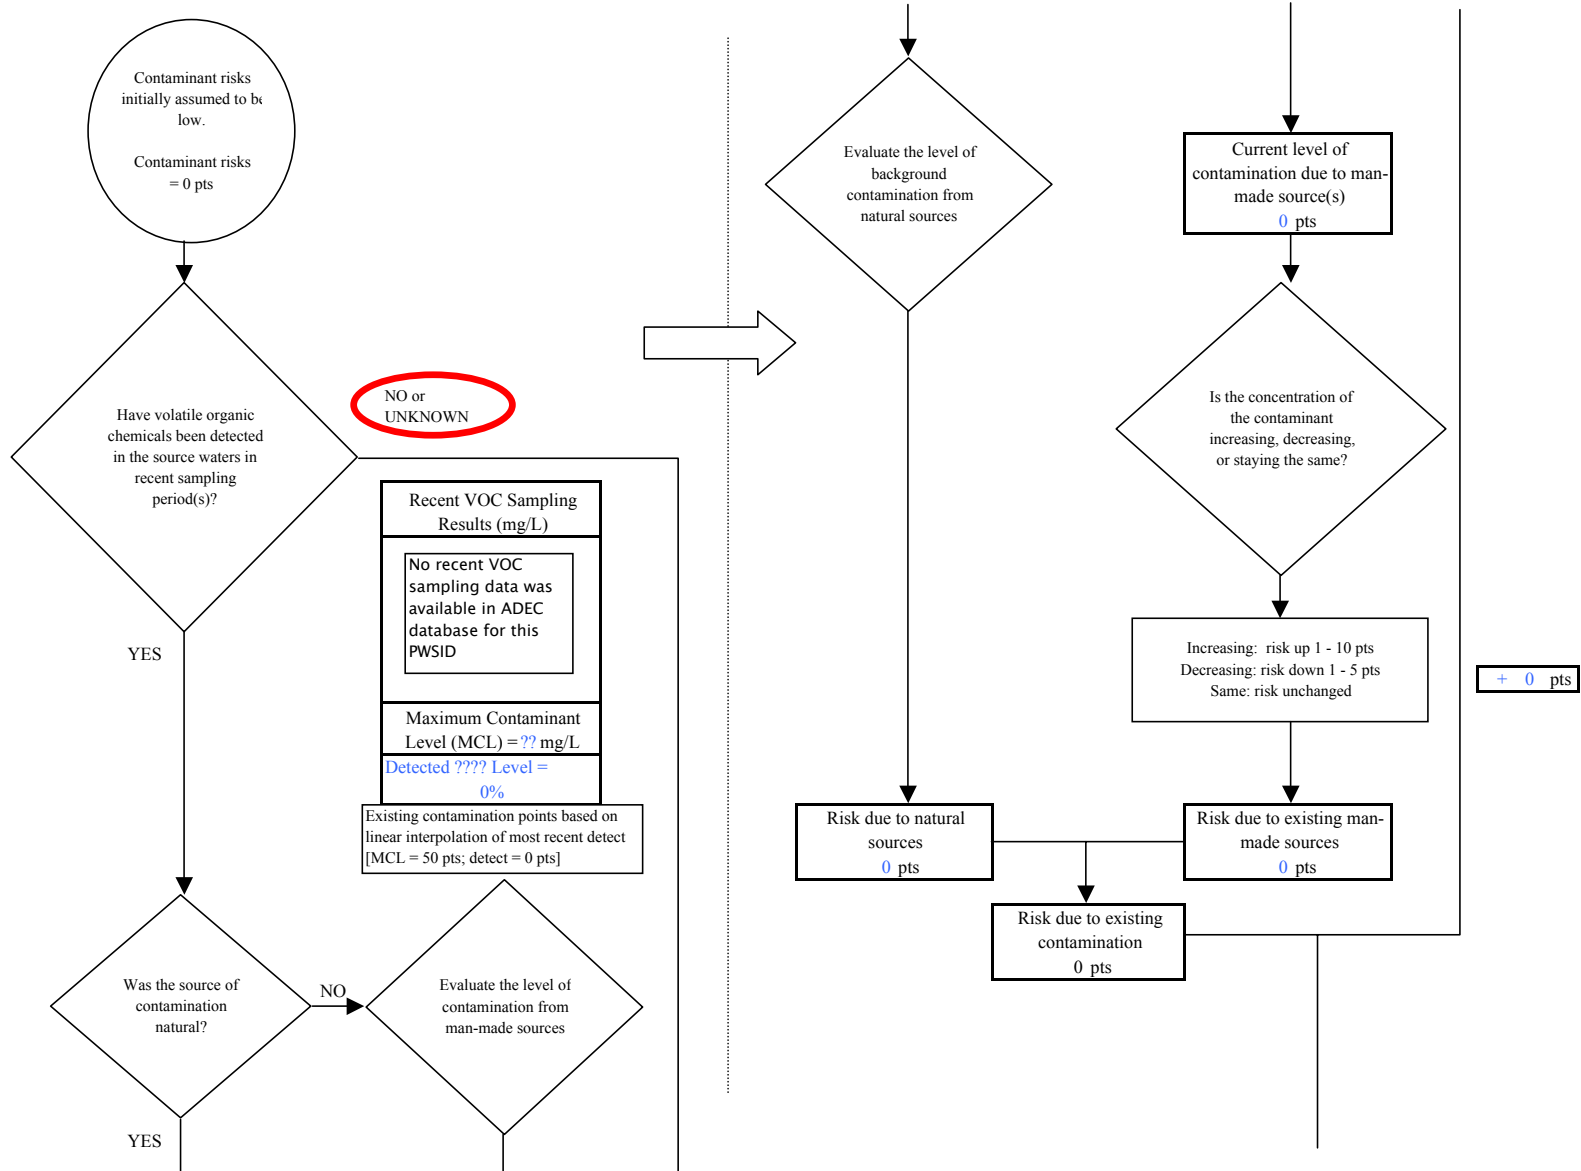 Contaminant risks
initially assumed to be
low.
Contaminant risks
= 0 pts
Have volatile organic
chemicals been detected
in the source waters in
recent sampling
period(s)?
NO or
UNKNOWN
YES
Recent VOC Sampling
Results (mg/L)
No recent VOC
sampling data was
available in ADEC
database for this
PWSID
Maximum Contaminant
Level (MCL) = ?? mg/L
Detected ???? Level =
0%
Existing contamination points based on
linear interpolation of most recent detect
[MCL = 50 pts; detect = 0 pts]
Was the source of
contamination
natural?
NO
Evaluate the level of
contamination from
man-made sources
YES
Evaluate the level of
background
contamination from
natural sources
Current level of
contamination due to man-
made source(s)
0 pts
Is the concentration of
the contaminant
increasing, decreasing,
or staying the same?
Increasing: risk up 1 - 10 pts
Decreasing: risk down 1 - 5 pts
Same: risk unchanged
+ 0 pts
Risk due to natural
sources
0 pts
Risk due to existing man-
made sources
0 pts
Risk due to existing
contamination
0 pts